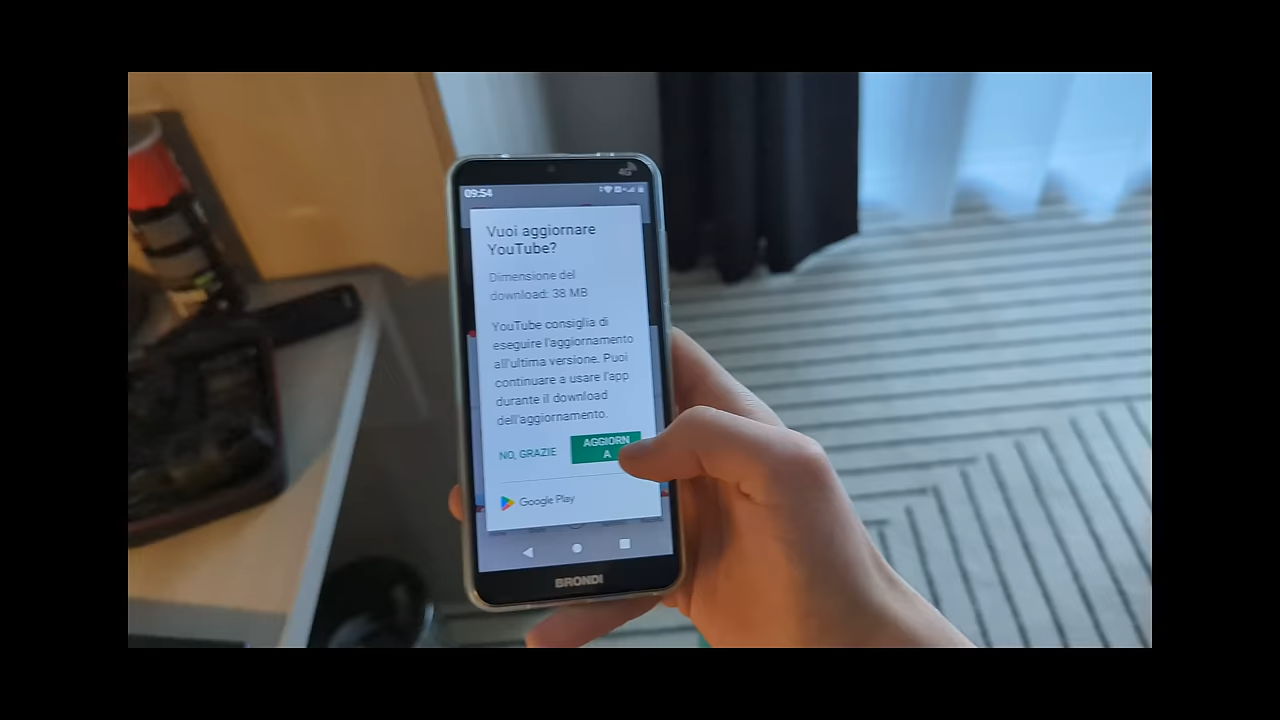 4G
09:54
Vuoi aggiornare
YouTube?
Dimensione del
download: 38 MB
YouTube consiglia di
eseguire l'aggiornamento
all'ultima versione. Puoi
continuare a usare l'app
durante il download
dell'aggiornamento.
NO, GRAZIE
AGGIORN
A
Google Play
BRONDI